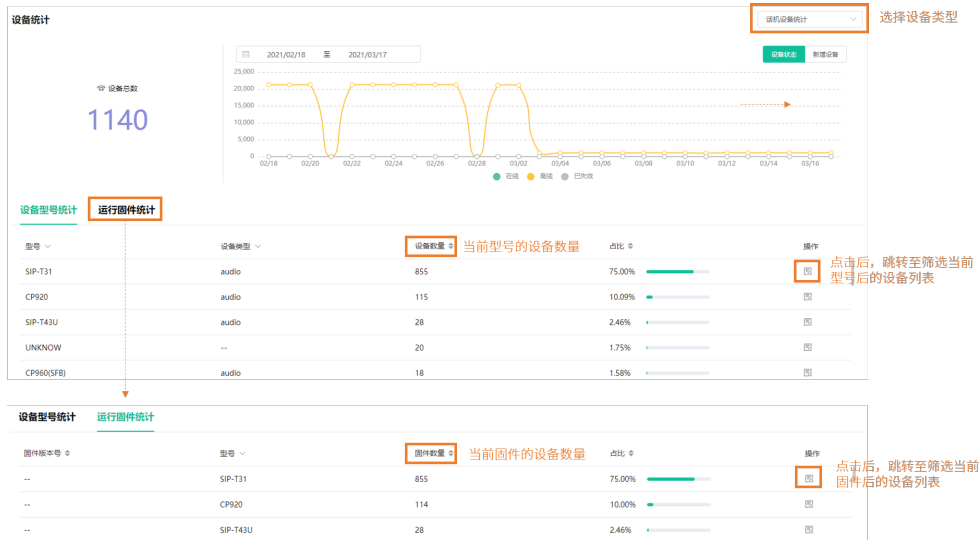 设备统计
话机设备统计
选择设备类型
2021/02/18 至 2021/03/17
设备状态 新增设备
设备总数
1140
25,000
20,000
15,000
10,000
5,000
0
02/18 02/20 02/22 02/24 02/26 02/28 03/02 03/04 03/06 03/08 03/10 03/12 03/14 03/16
在线 离线 已失效
设备型号统计 运行固件统计
型号 设备类型 设备数量 占比 操作
当前型号的设备数量
点击后，跳转至筛选当前
型号后的设备列表
SIP-T31 audio 855 75.00%
CP920 audio 115 10.09%
SIP-T43U audio 28 2.46%
UNKNOW -- 20 1.75%
CP960(SFB) audio 18 1.58%
设备型号统计 运行固件统计
固件版本号 型号 固件数量 占比 操作
当前固件的设备数量
点击后，跳转至筛选当前
固件后的设备列表
-- SIP-T31 855 75.00%
-- CP920 114 10.00%
-- SIP-T43U 28 2.46%